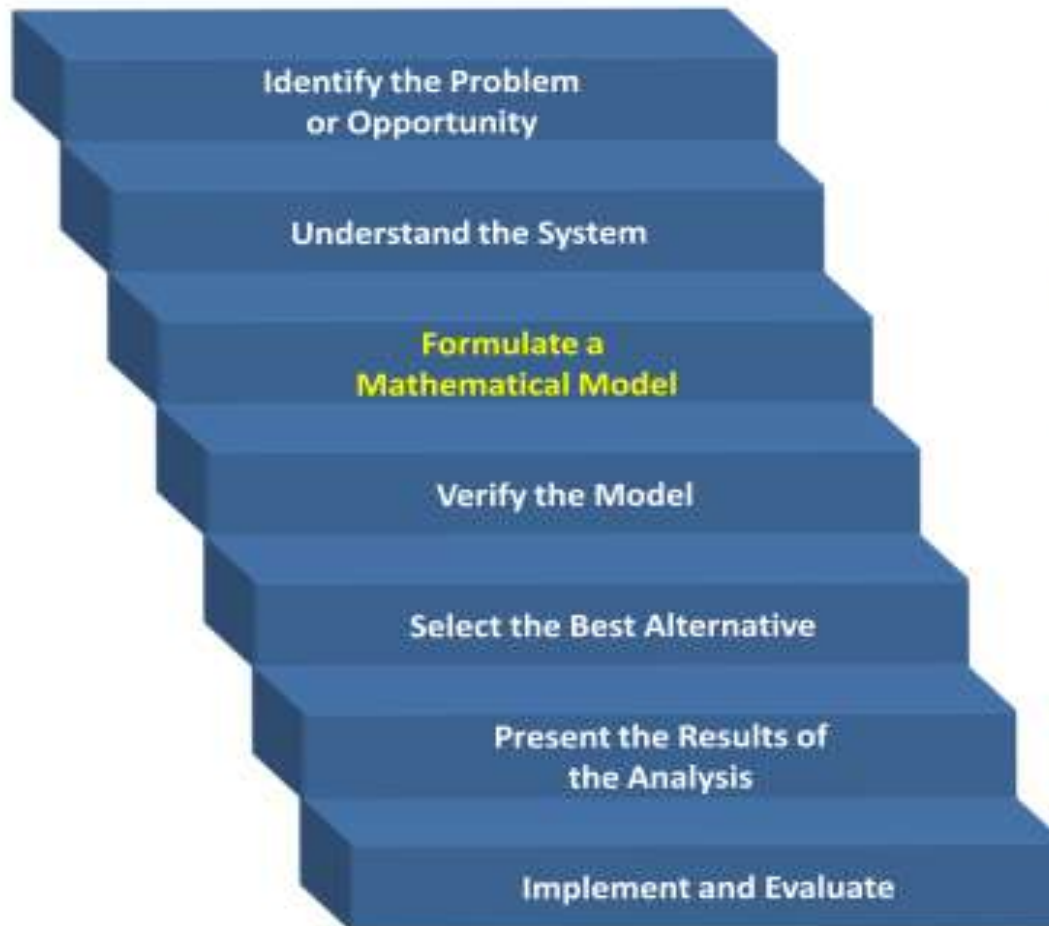 Identify the Problem
or Opportunity
Understand the System
Formulate a
Mathematical Model
Verify the Model
Select the Best Alternative
Present the Results of
the Analysis
Implement and Evaluate